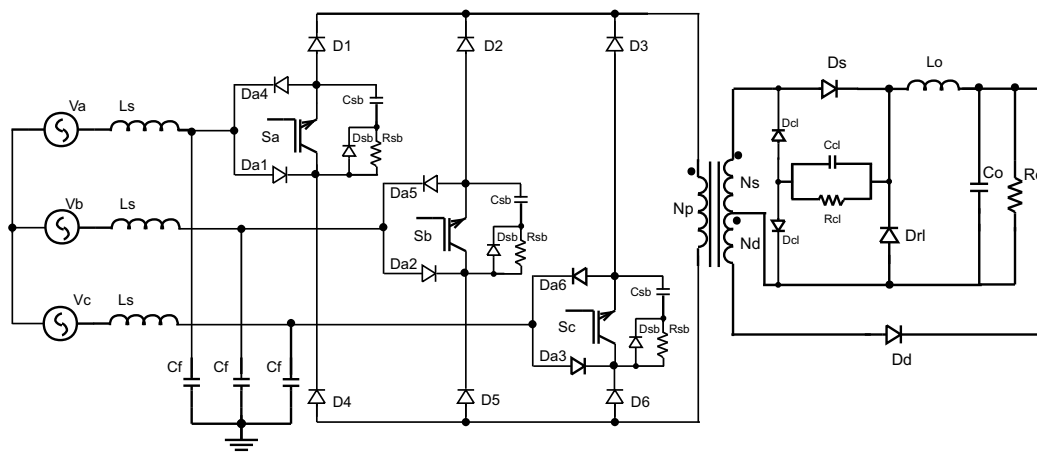 D1
D2
D3
Da4
Csb
Va
Ls
Sa
Dsb
Rsb
Da1
Da5
Csb
Vb
Ls
Sb
Dsb
Rsb
Da2
Da6
Csb
Vc
Ls
Sc
Dsb
Rsb
Da3
Cf
Cf
Cf
D4
D5
D6
Np
Ns
Nd
Ds
Lo
Dcl
Ccl
Rcl
Dcl
Drl
Co
Dd